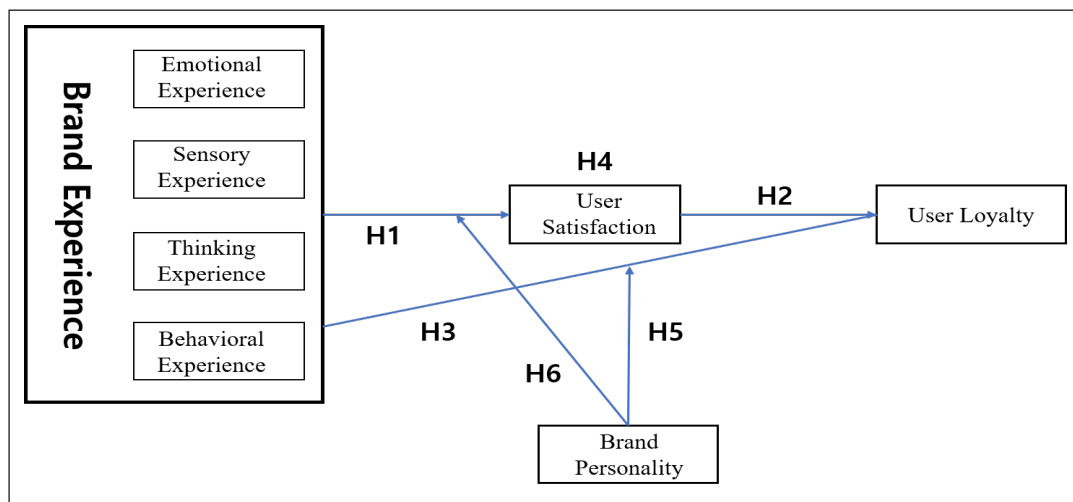 Brand Experience
Emotional
Experience
Sensory
Experience
Thinking
Experience
Behavioral
Experience
H1
H3
H4
User
Satisfaction
H2
User Loyalty
H6
H5
Brand
Personality